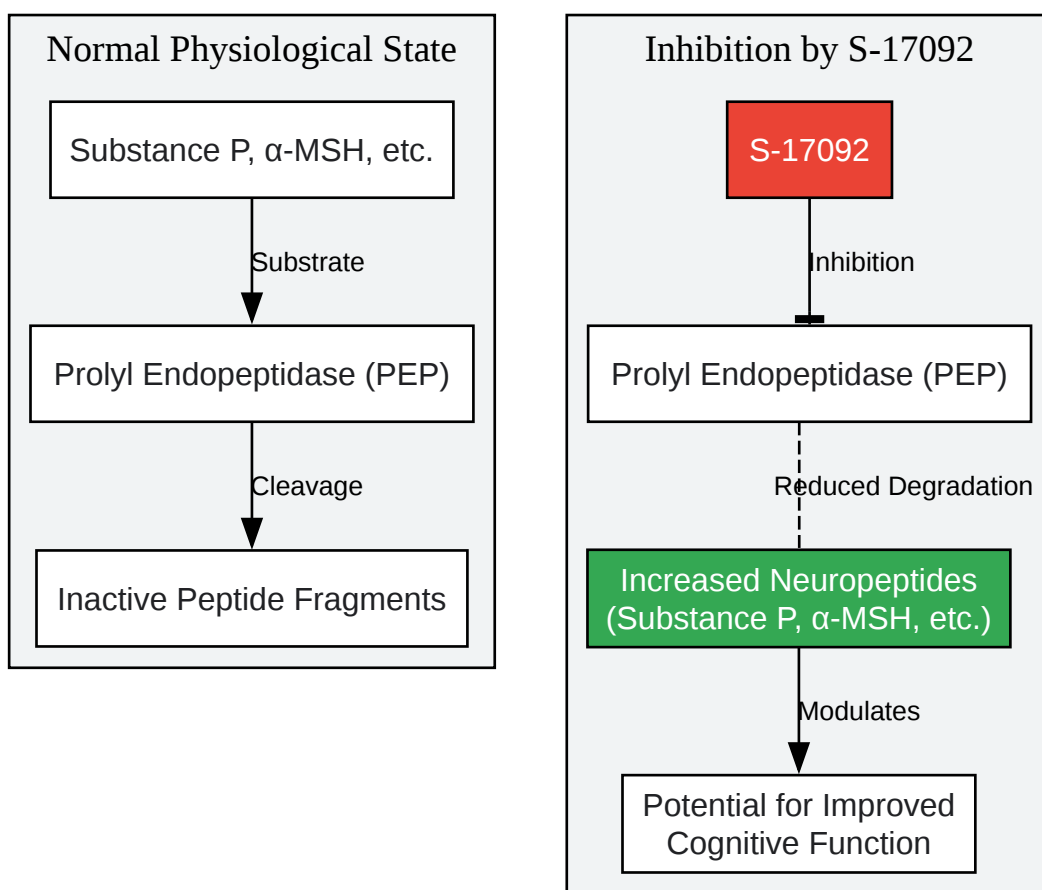 Normal Physiological State
Substance P, α-MSH, etc.
Substrate
Prolyl Endopeptidase (PEP)
Cleavage
Inactive Peptide Fragments
Inhibition by S-17092
S-17092
Inhibition
Prolyl Endopeptidase (PEP)
Reduced Degradation
Increased Neuropeptides
(Substance P, α-MSH, etc.)
Modulates
Potential for Improved
Cognitive Function